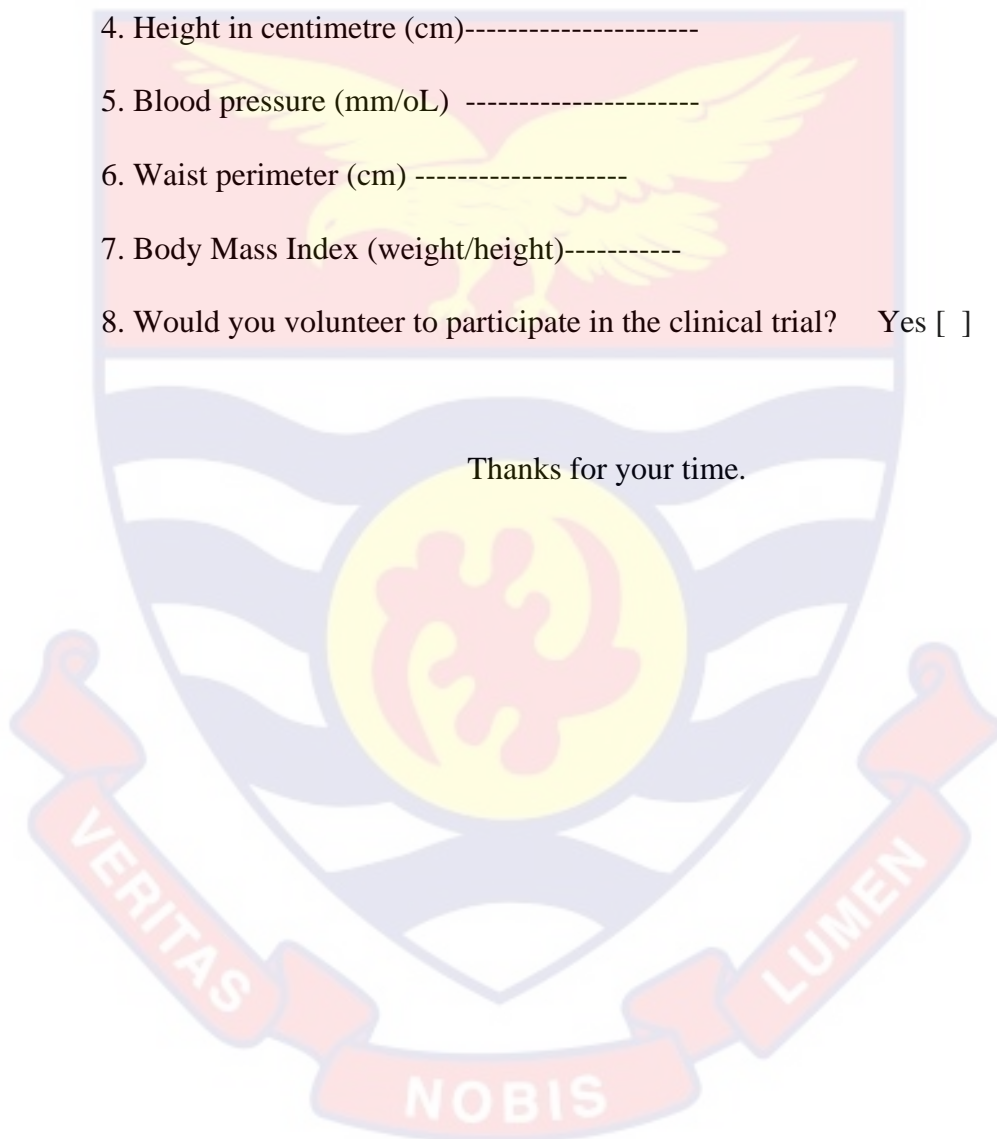 4. Height in centimetre (cm)----------------------
5. Blood pressure (mm/oL) ----------------------
6. Waist perimeter (cm) --------------------
7. Body Mass Index (weight/height)-----------
8. Would you volunteer to participate in the clinical trial? Yes [ ]
Thanks for your time.
VERITAS
NOBIS
LUMEN